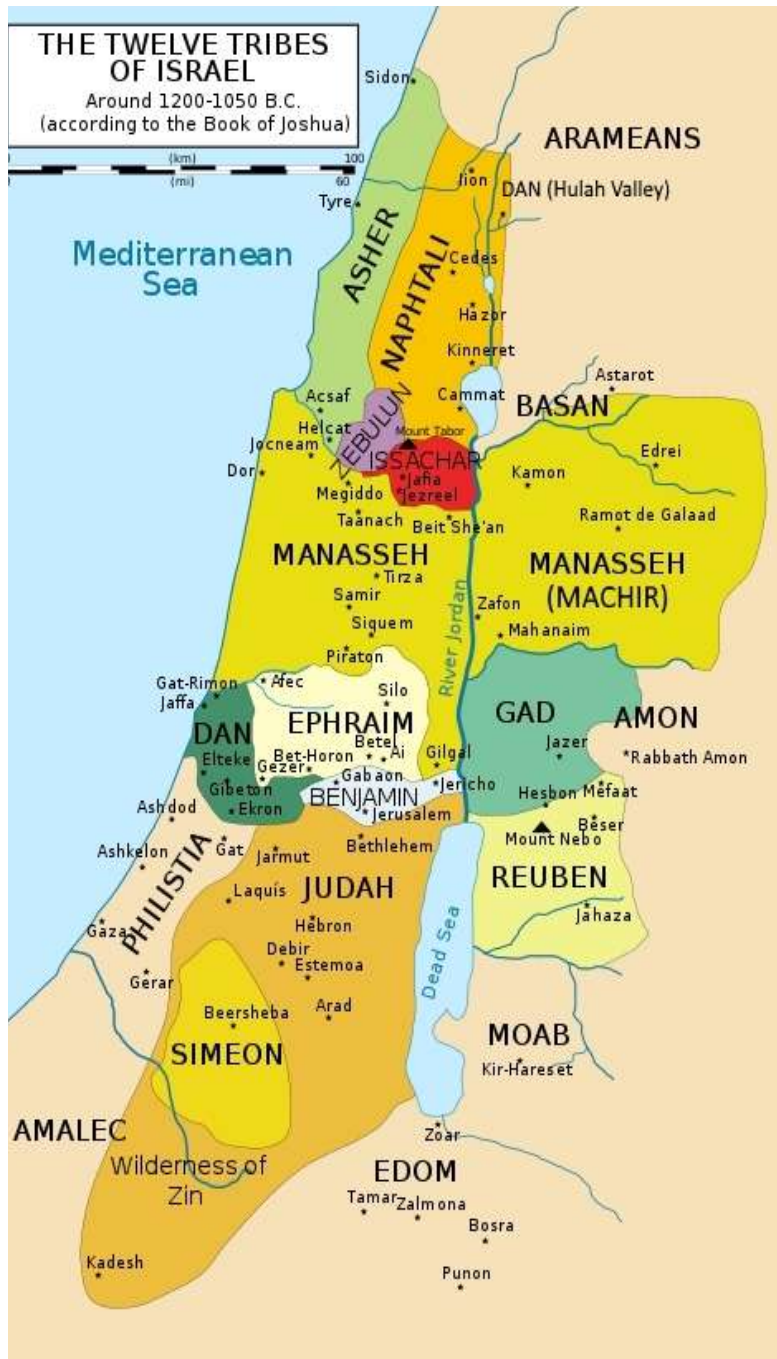 THE TWELVE TRIBES
OF ISRAEL
Around 1200-1050 B.C.
(according to the Book of Joshua)
(km)
100
(mi)
60
Sidon
ARAMEANS
Iion
DAN (Hulah Valley)
Tyre
Mediterranean
Sea
ASHER
NAPHTALI
Cedes
Hazor
Kinneret
Astarot
Acsaf
Cammat
BASAN
Helcat
ZEBULUN
Mount Tabor
Jocneam
ISSACHAR
Edrei
Dor
Jafia
Kamon
Megiddo
Jezreel
Taanach
Beit She'an
Ramot de Galaad
MANASSEH
MANASSEH
(MACHIR)
Tirza
Samir
Zafon
Siquem
Mahanaim
River Jordan
Piraton
Gat-Rimon
Afec
Silo
Jaffa
DAN
EPHRAIM
GAD
AMON
Elteke
Bet-Horon
Betel
Ai
Gilgal
Jazer
Rabbath Amon
Gezer
Gabaon
Jericho
Gibeton
BENJAMIN
Hesbon
Mefaat
Ashdod
Ekron
Jerusalem
Beser
Ashkelon
Gat
Jarmut
Bethlehem
Mount Nebo
PHILISTIA
Laquís
JUDAH
REUBEN
Gaza
Hebron
Jahaza
Debir
Estemoa
Dead Sea
Gerar
Beersheba
Arad
SIMEON
MOAB
Kir-Hareset
AMALEC
Zoar
Wilderness of
Zin
EDOM
Tamar
Zalmona
Bosra
Kadesh
Punon